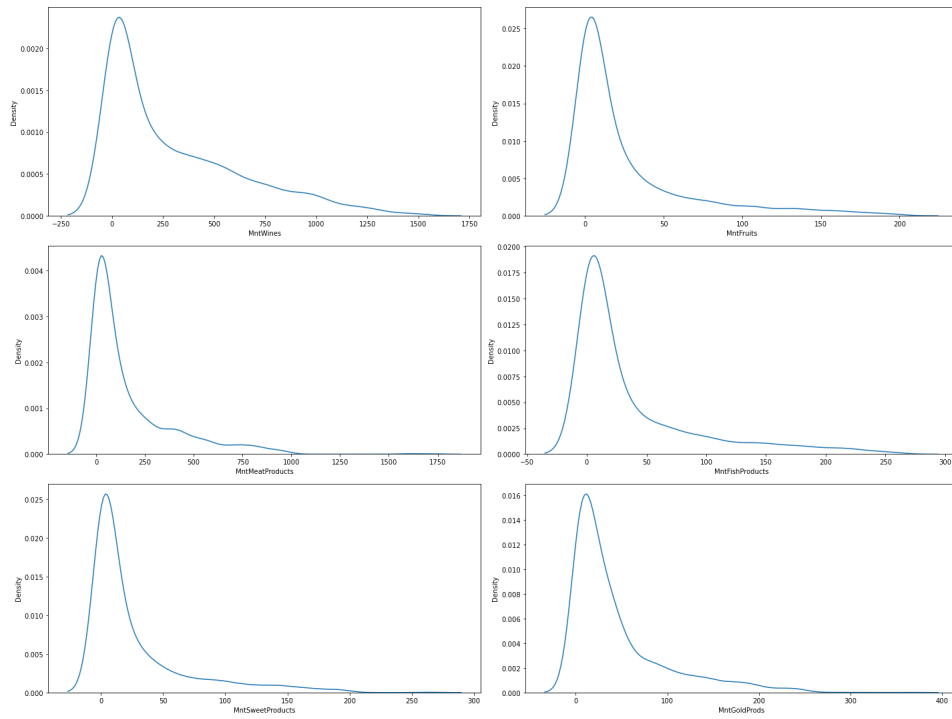 Density
0.0020
0.0015
0.0010
0.0005
0.0000
-250 0 250 500 750 1000 1250 1500 1750
MntWines
Density
0.025
0.020
0.015
0.010
0.005
0.000
0 50 100 150 200
MntFruits
Density
0.004
0.003
0.002
0.001
0.000
0 250 500 750 1000 1250 1500 1750
MntMeatProducts
Density
0.0200
0.0175
0.0150
0.0125
0.0100
0.0075
0.0050
0.0025
0.0000
-50 0 50 100 150 200 250 300
MntFishProducts
Density
0.025
0.020
0.015
0.010
0.005
0.000
0 50 100 150 200 250 300
MntSweetProducts
Density
0.016
0.014
0.012
0.010
0.008
0.006
0.004
0.002
0.000
0 100 200 300 400
MntGoldProds